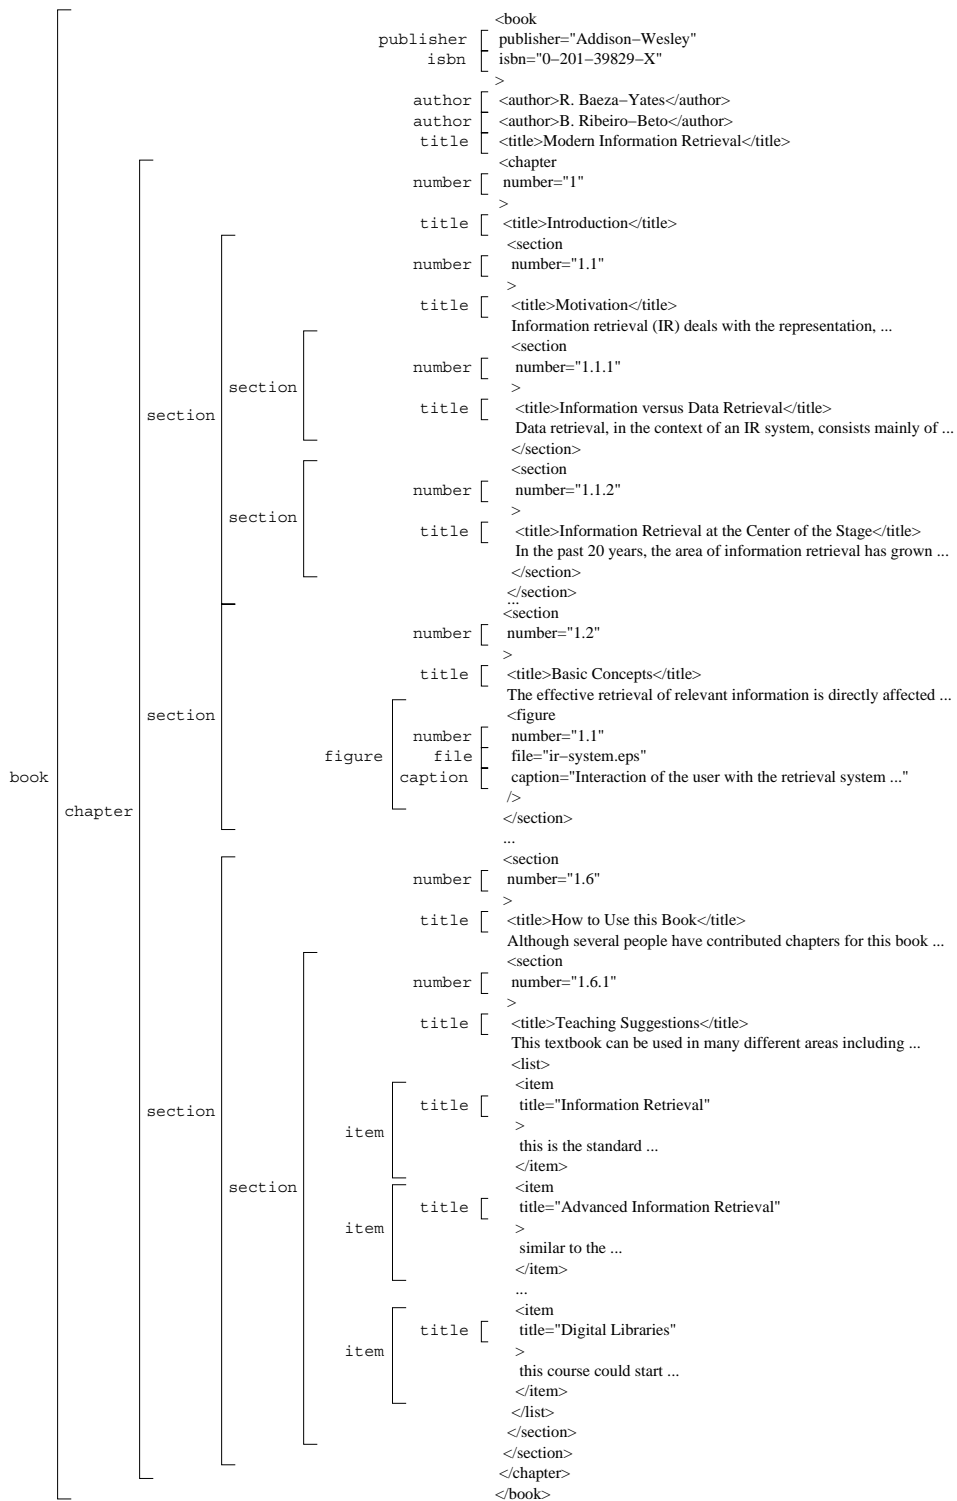 <book
publisher publisher="Addison−Wesley"
isbn isbn="0−201−39829−X"
>
author <author>R. Baeza−Yates</author>
author <author>B. Ribeiro−Beto</author>
title <title>Modern Information Retrieval</title>
<chapter
number number="1"
>
title <title>Introduction</title>
<section
number number="1.1"
>
title <title>Motivation</title>
Information retrieval (IR) deals with the representation, ...
<section
number number="1.1.1"
section >
title <title>Information versus Data Retrieval</title>
section Data retrieval, in the context of an IR system, consists mainly of ...
</section>
<section
number number="1.1.2"
section >
title <title>Information Retrieval at the Center of the Stage</title>
In the past 20 years, the area of information retrieval has grown ...
</section>
</section>
...
<section
number number="1.2"
>
title <title>Basic Concepts</title>
The effective retrieval of relevant information is directly affected ...
section <figure
number number="1.1"
figure file file="ir−system.eps"
book caption caption="Interaction of the user with the retrieval system ..."
/>
chapter </section>
...
<section
number number="1.6"
>
title <title>How to Use this Book</title>
Although several people have contributed chapters for this book ...
<section
number number="1.6.1"
>
title <title>Teaching Suggestions</title>
This textbook can be used in many different areas including ...
<list>
<item
title title="Information Retrieval"
section >
item this is the standard ...
</item>
section <item
title title="Advanced Information Retrieval"
item >
similar to the ...
</item>
...
<item
title title="Digital Libraries"
item >
this course could start ...
</item>
</list>
</section>
</section>
</chapter>
</book>